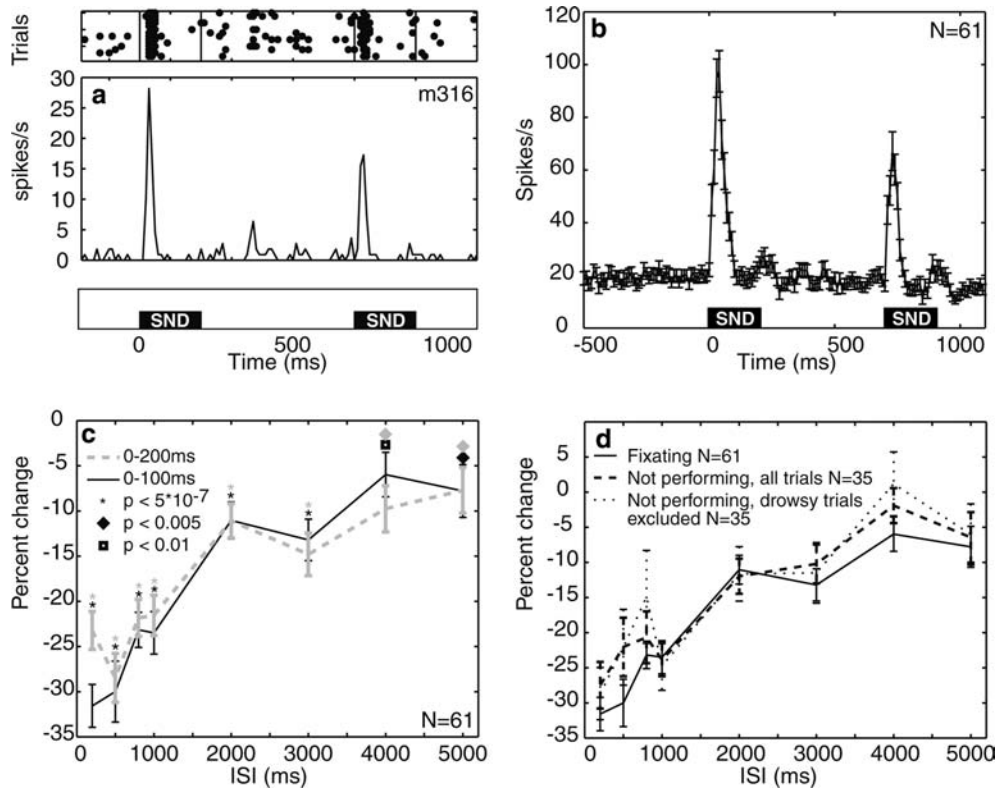 Trials
a
m316
spikes/s
30
25
20
15
10
5
0
SND
SND
0
500
1000
Time (ms)
b
N=61
Spikes/s
120
100
80
60
40
20
0
SND
SND
-500
0
500
1000
Time (ms)
c
0-200ms
0-100ms
* p < 5*10-7
p < 0.005
p < 0.01
N=61
Percent change
0
-5
-10
-15
-20
-25
-30
-35
0
1000
2000
3000
4000
5000
ISI (ms)
d
Fixating N=61
Not performing, all trials N=35
Not performing, drowsy trials
excluded N=35
Percent change
5
0
-5
-10
-15
-20
-25
-30
-35
0
1000
2000
3000
4000
5000
ISI (ms)